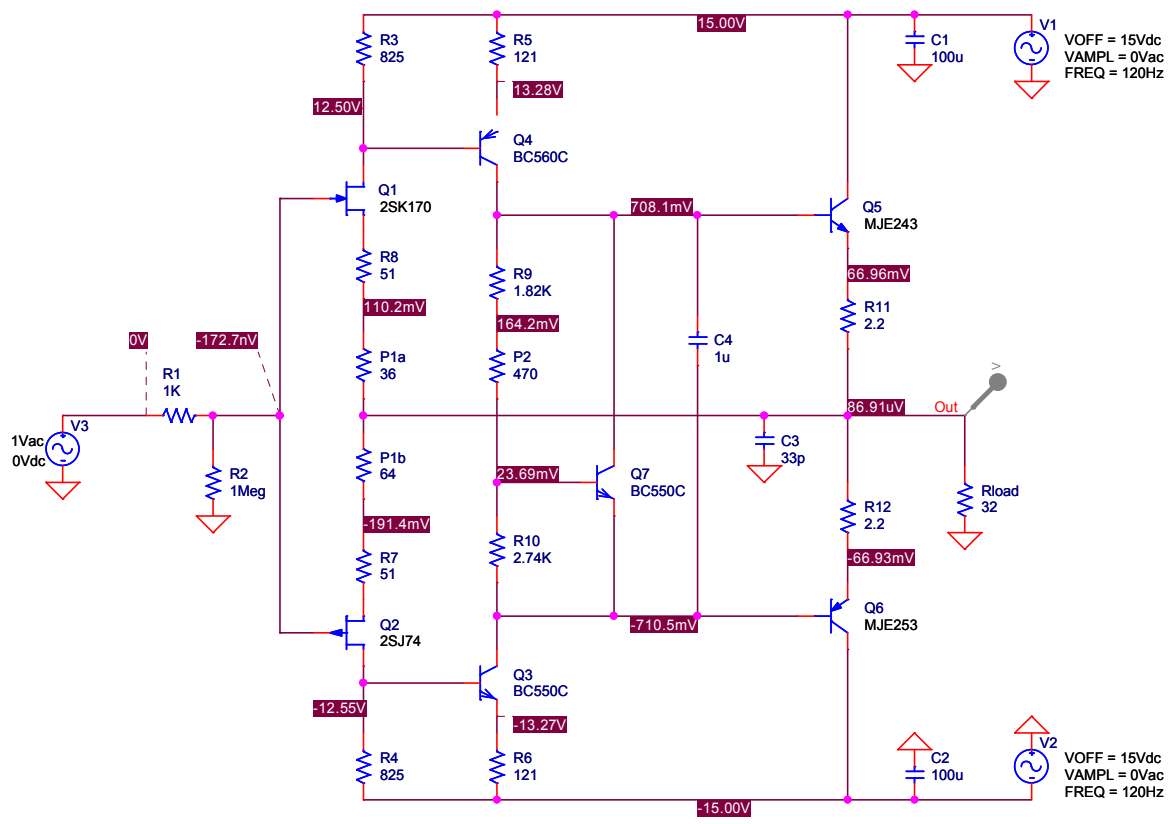 15.00V
V1
VOFF = 15Vdc
VAMPL = 0Vac
FREQ = 120Hz
R3
825
R5
121
C1
100u
13.28V
12.50V
Q4
BC560C
Q1
2SK170
708.1mV
Q5
MJE243
R8
51
R9
1.82K
66.96mV
110.2mV
164.2mV
R11
2.2
0V
-172.7nV
P1a
36
P2
470
C4
1u
V
R1
1K
86.91uV
Out
V3
1Vac
0Vdc
C3
33p
R2
1Meg
P1b
64
23.69mV
Q7
BC550C
Rload
32
-191.4mV
R12
2.2
R7
51
R10
2.74K
-66.93mV
Q2
2SJ74
-710.5mV
Q6
MJE253
Q3
BC550C
-12.55V
-13.27V
R4
825
R6
121
C2
100u
V2
VOFF = 15Vdc
VAMPL = 0Vac
FREQ = 120Hz
-15.00V